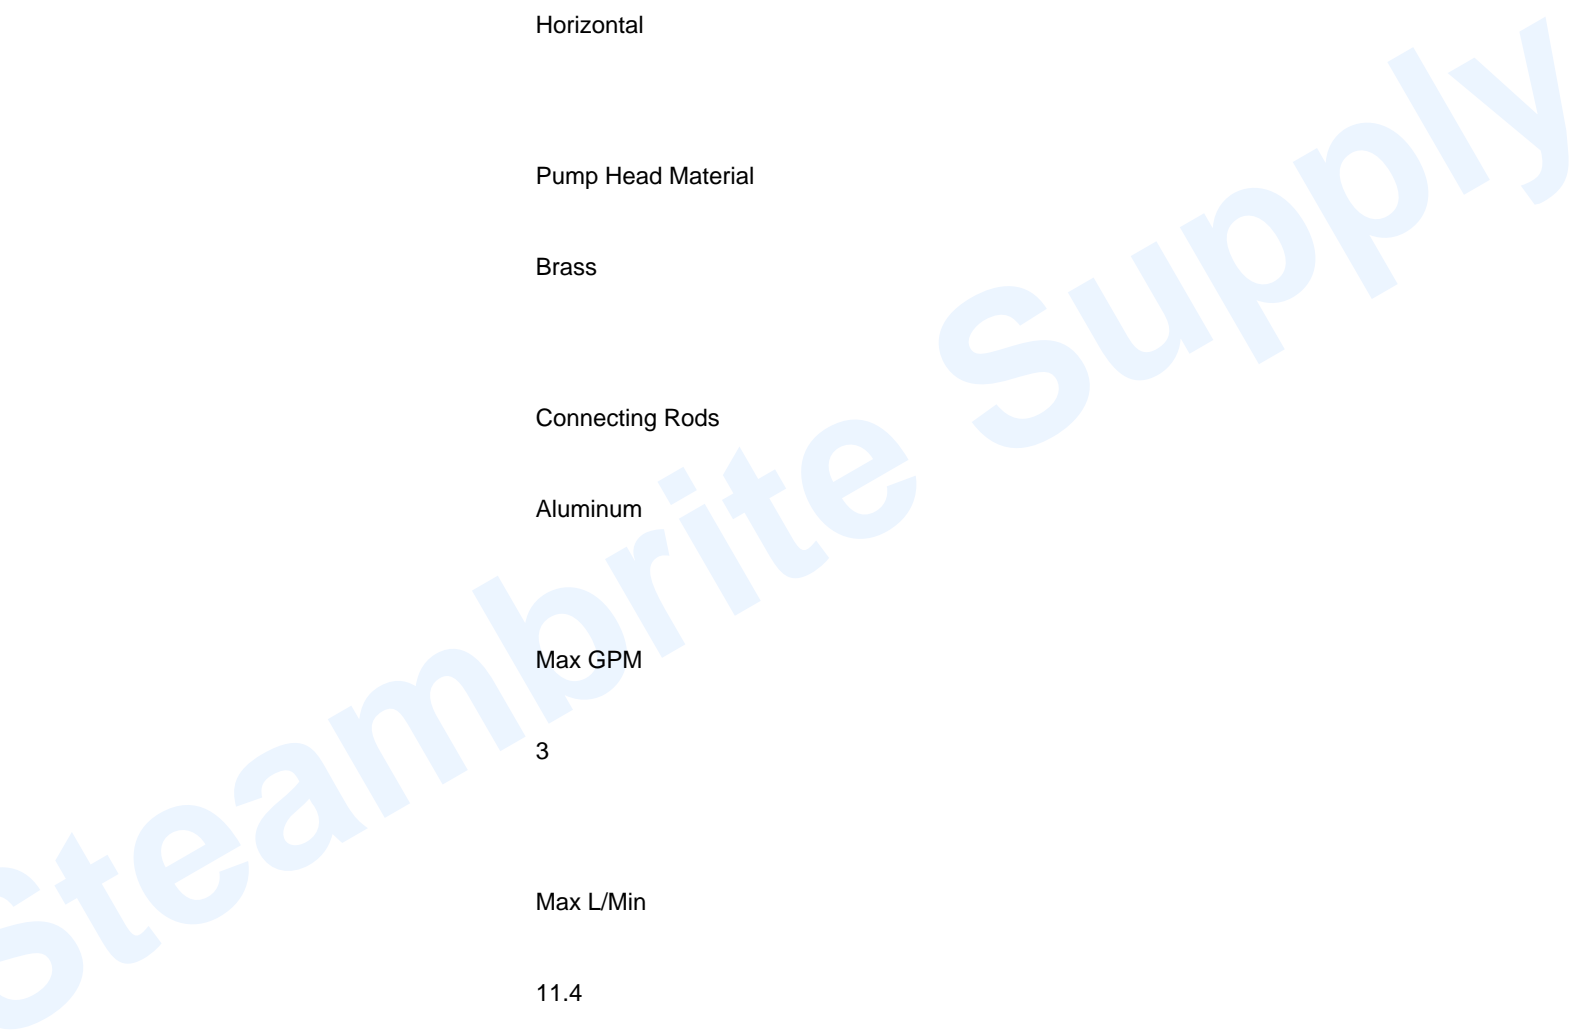 Horizontal
Pump Head Material
Brass
Connecting Rods
Aluminum
Max GPM
3
Max L/Min
11.4
Steambrite Supply